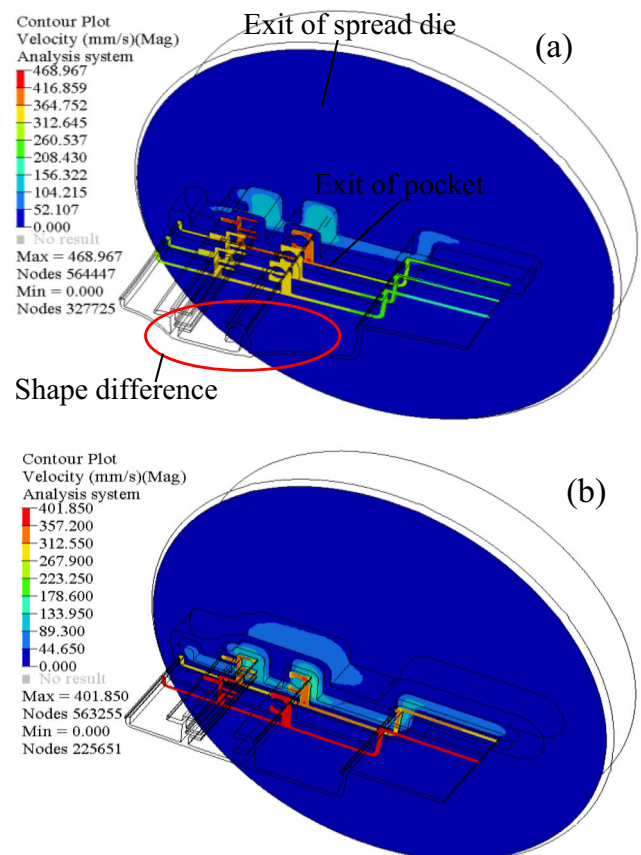 Exit of spread die
(a)
Contour Plot
Velocity (mm/s)(Mag)
Analysis system
468.967
416.859
364.752
312.645
260.537
208.430
156.322
104.215
52.107
0.000
No result
Max = 468.967
Nodes 564447
Min = 0.000
Nodes 327725
Exit of pocket
Shape difference
(b)
Contour Plot
Velocity (mm/s)(Mag)
Analysis system
401.850
357.200
312.550
267.900
223.250
178.600
133.950
89.300
44.650
0.000
No result
Max = 401.850
Nodes 563255
Min = 0.000
Nodes 225651